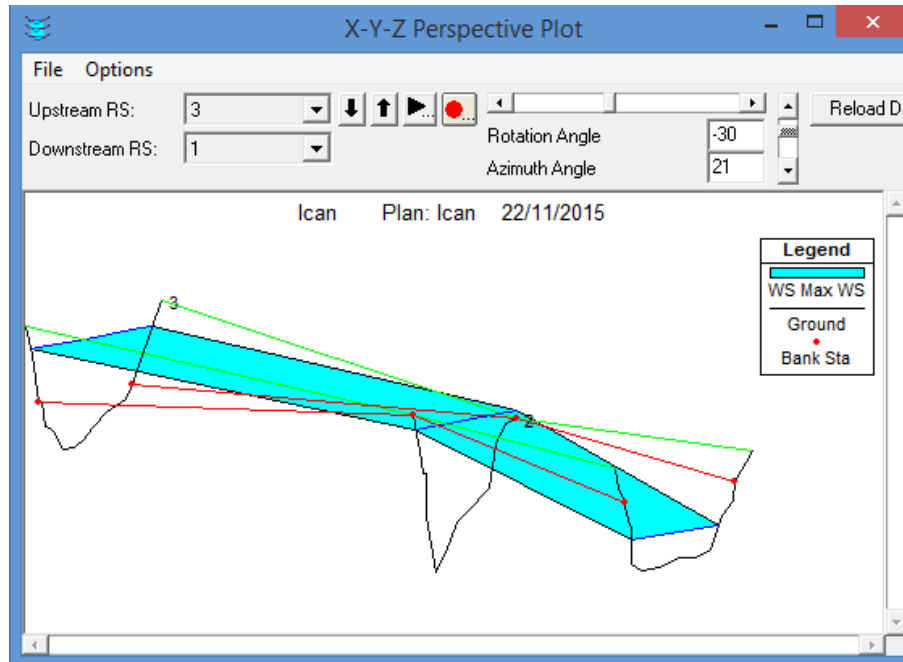 X-Y-Z Perspective Plot
File Options
Upstream RS: 3
Downstream RS: 1
Rotation Angle -30
Azimuth Angle 21
Reload D
Ican Plan: Ican 22/11/2015
Legend
WS Max WS
Ground
Bank Sta
3
2